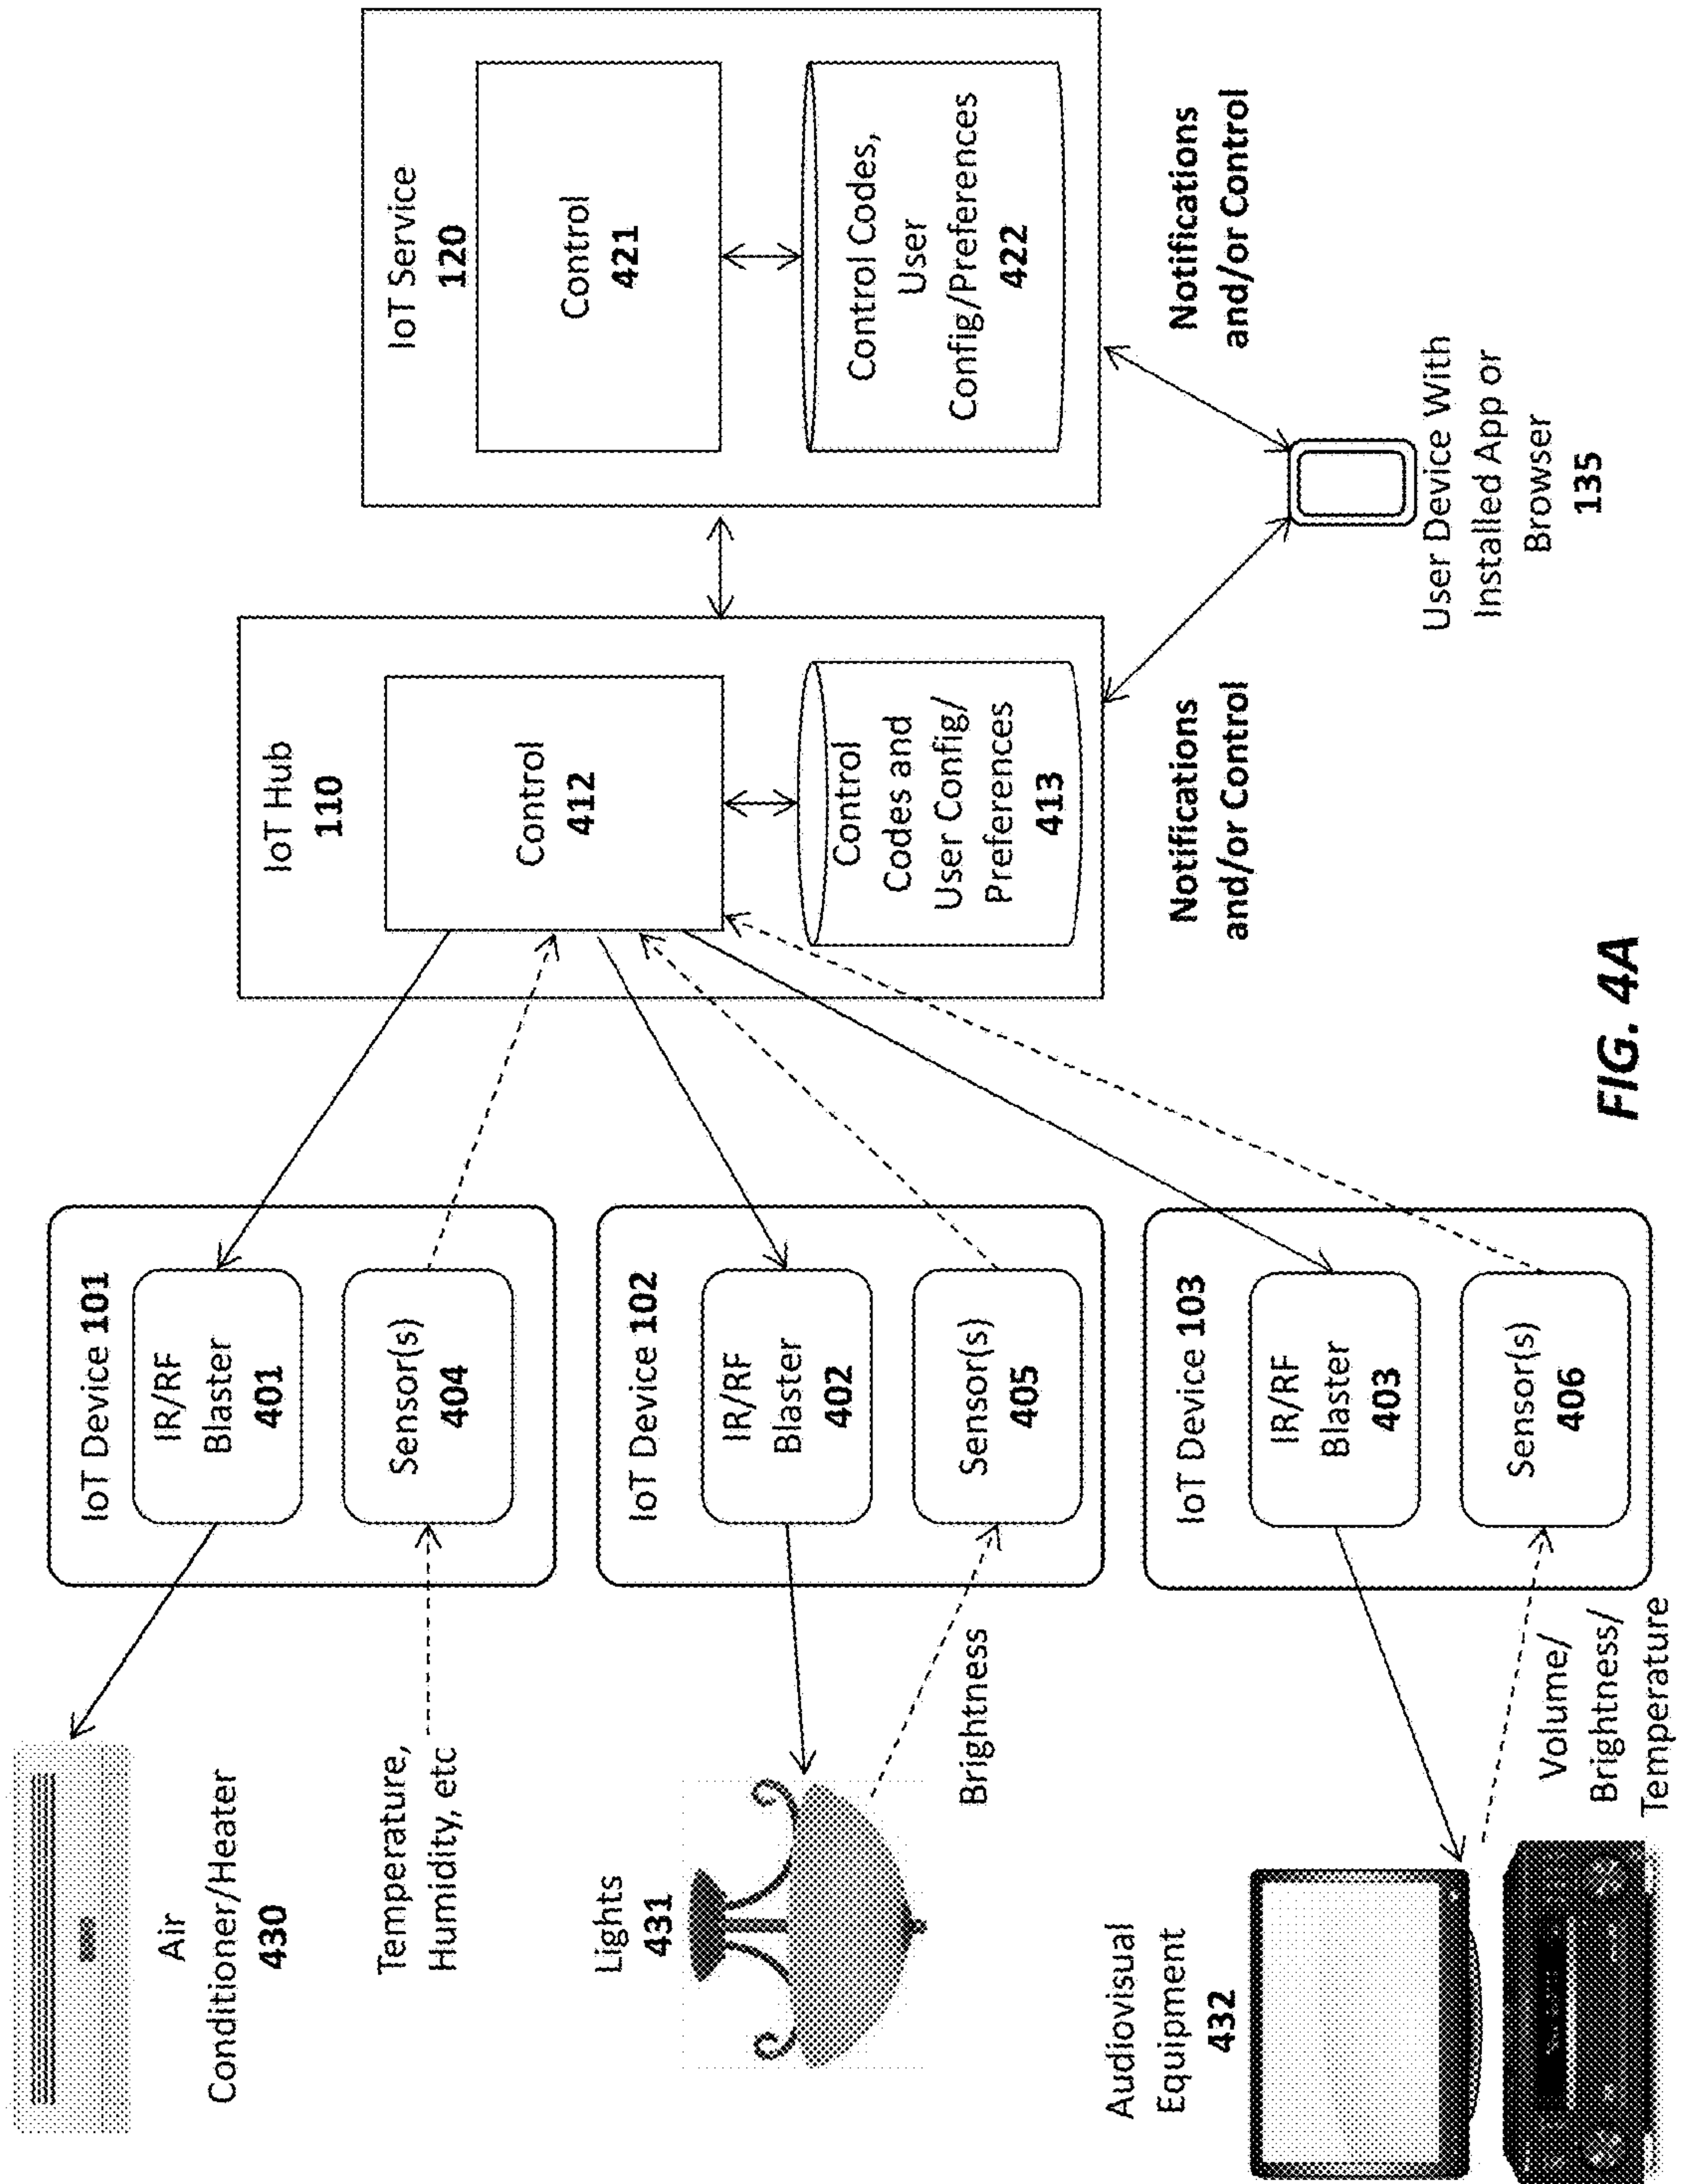 Air
Conditioner/Heater
430
Temperature,
Humidity, etc
Lights
431
Brightness
Audiovisual
Equipment
432
Volume/
Brightness/
Temperature
IoT Device 101
IR/RF
Blaster
401
Sensor(s)
404
IoT Device 102
IR/RF
Blaster
402
Sensor(s)
405
IoT Device 103
IR/RF
Blaster
403
Sensor(s)
406
IoT Hub
110
Control
412
Control
Codes and
User Config/
Preferences
413
Notifications
and/or Control
IoT Service
120
Control
421
Control Codes,
User
Config/Preferences
422
Notifications
and/or Control
User Device With
Installed App or
Browser
135
FIG. 4A